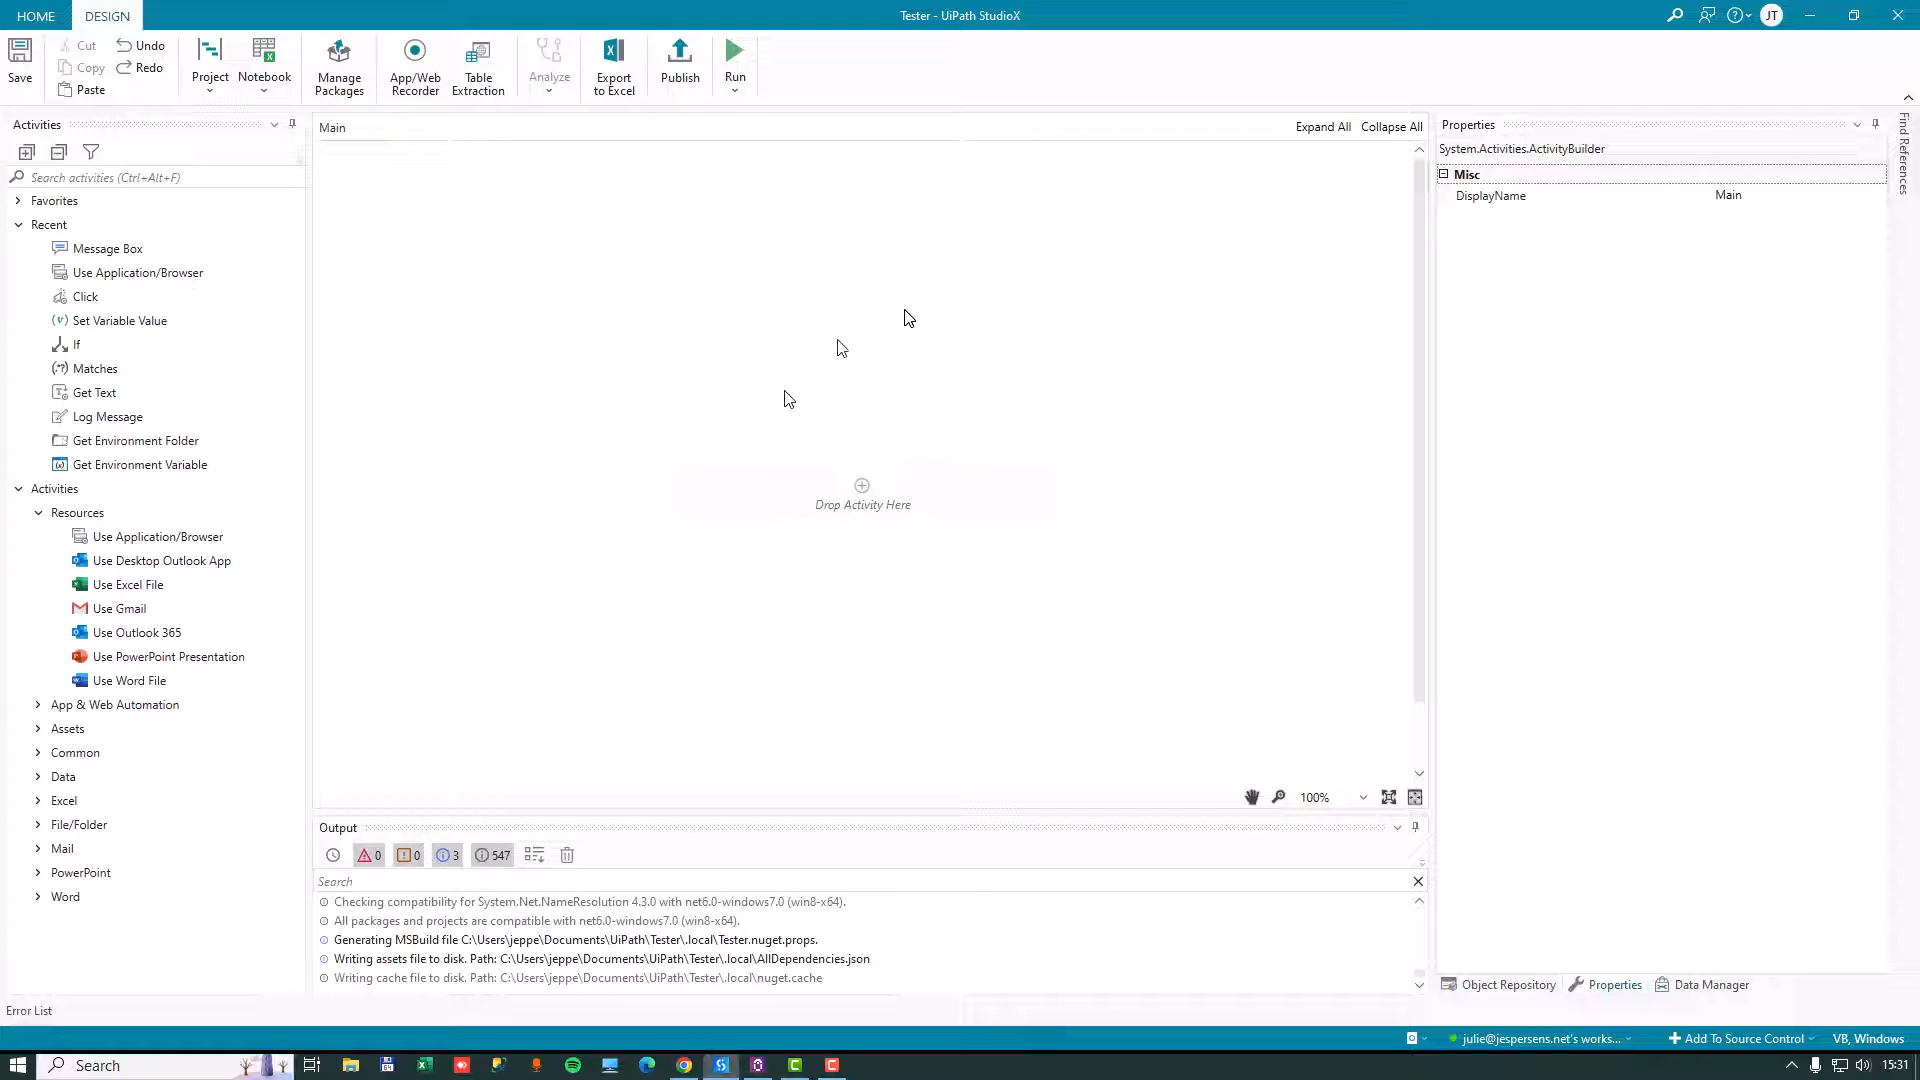 HOME
DESIGN
Tester - UiPath StudioX
JT
Save
Cut
Copy
Paste
Undo
Redo
Project
Notebook
Manage
Packages
App/Web
Recorder
Table
Extraction
Analyze
Export
to Excel
Publish
Run
Activities
Search activities (Ctrl+Alt+F)
Favorites
Recent
Message Box
Use Application/Browser
Click
Set Variable Value
If
Matches
Get Text
Log Message
Get Environment Folder
Get Environment Variable
Activities
Resources
Use Application/Browser
Use Desktop Outlook App
Use Excel File
Use Gmail
Use Outlook 365
Use PowerPoint Presentation
Use Word File
App & Web Automation
Assets
Common
Data
Excel
File/Folder
Mail
PowerPoint
Word
Main
Expand All
Collapse All
Drop Activity Here
100%
Output
0
0
3
547
Search
Checking compatibility for System.Net.NameResolution 4.3.0 with net6.0-windows7.0 (win8-x64).
All packages and projects are compatible with net6.0-windows7.0 (win8-x64).
Generating MSBuild file C:\Users\jeppe\Documents\UiPath\Tester\.local\Tester.nuget.props.
Writing assets file to disk. Path: C:\Users\jeppe\Documents\UiPath\Tester\.local\AllDependencies.json
Writing cache file to disk. Path: C:\Users\jeppe\Documents\UiPath\Tester\.local\nuget.cache
Properties
System.Activities.ActivityBuilder
Misc
DisplayName Main
Find References
Object Repository
Properties
Data Manager
Error List
julie@jespersens.net's works...
Add To Source Control
VB, Windows
Search
15:31